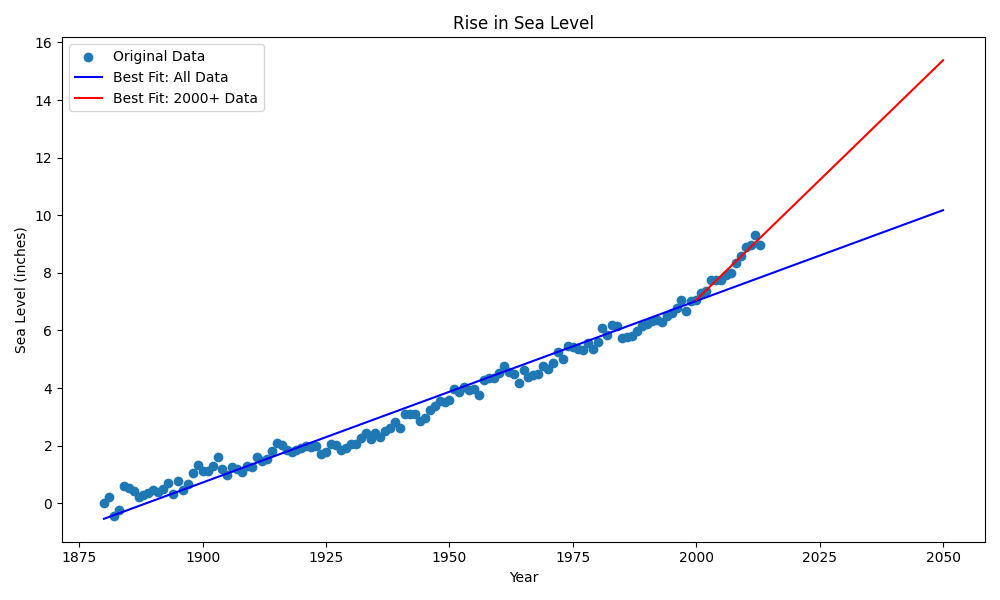 Rise in Sea Level
Original Data
Best Fit: All Data
Best Fit: 2000+ Data
Sea Level (inches)
16
14
12
10
8
6
4
2
0
1875 1900 1925 1950 1975 2000 2025 2050
Year